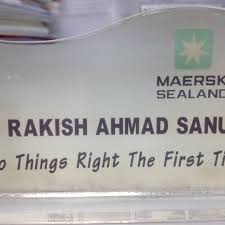 MAERSK
SEALAND
RAKISH AHMAD SANU
o Things Right The First Ti